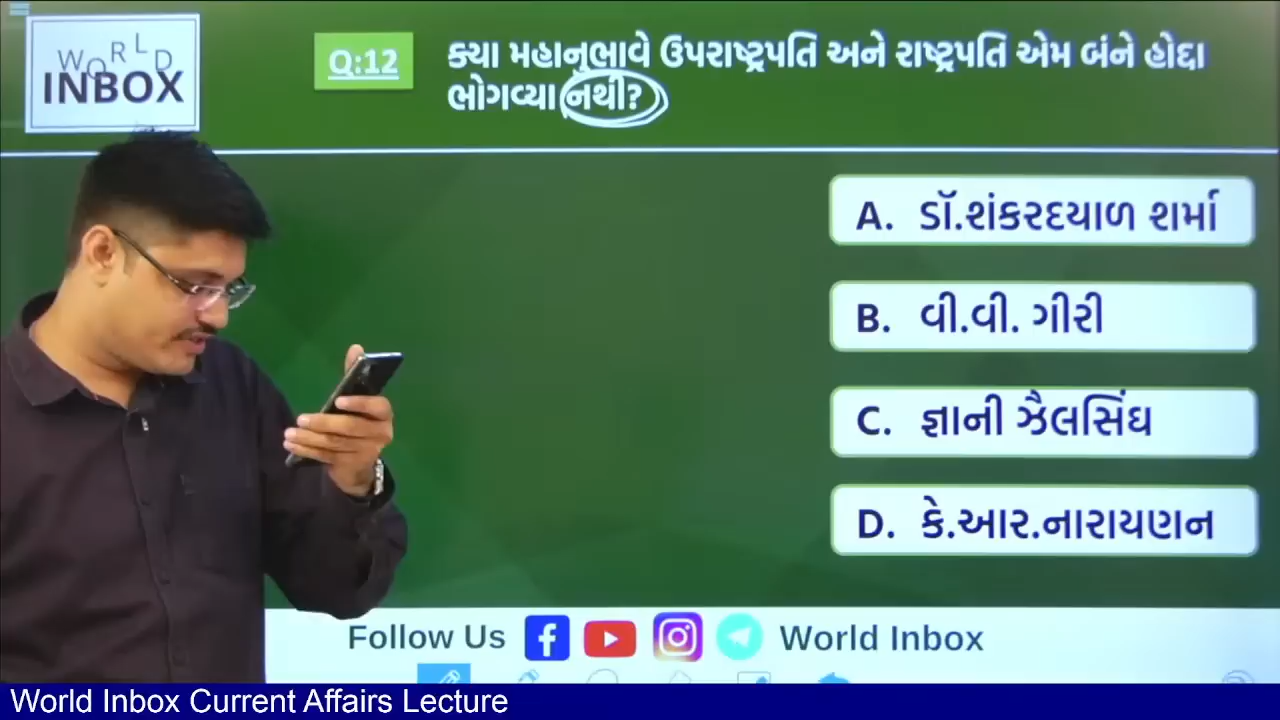 WORLD
INBOX
Q:12
ક્યા મહાનુભાવે ઉપરાષ્ટ્રપતિ અને રાષ્ટ્રપતિ એમ બંને હોદ્દા
ભોગવ્યા નથી?
A. ડૉ.શંકરદયાળ શર્મા
B. વી.વી. ગીરી
C. જ્ઞાની ઝૈલસિંઘ
D. કે.આર.નારાયણન
Follow Us
World Inbox
World Inbox Current Affairs Lecture